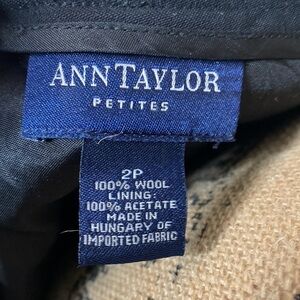 ANN TAYLOR
PETITES
2P
100% WOOL
LINING:
100% ACETATE
MADE IN
HUNGARY OF
IMPORTED FABRIC